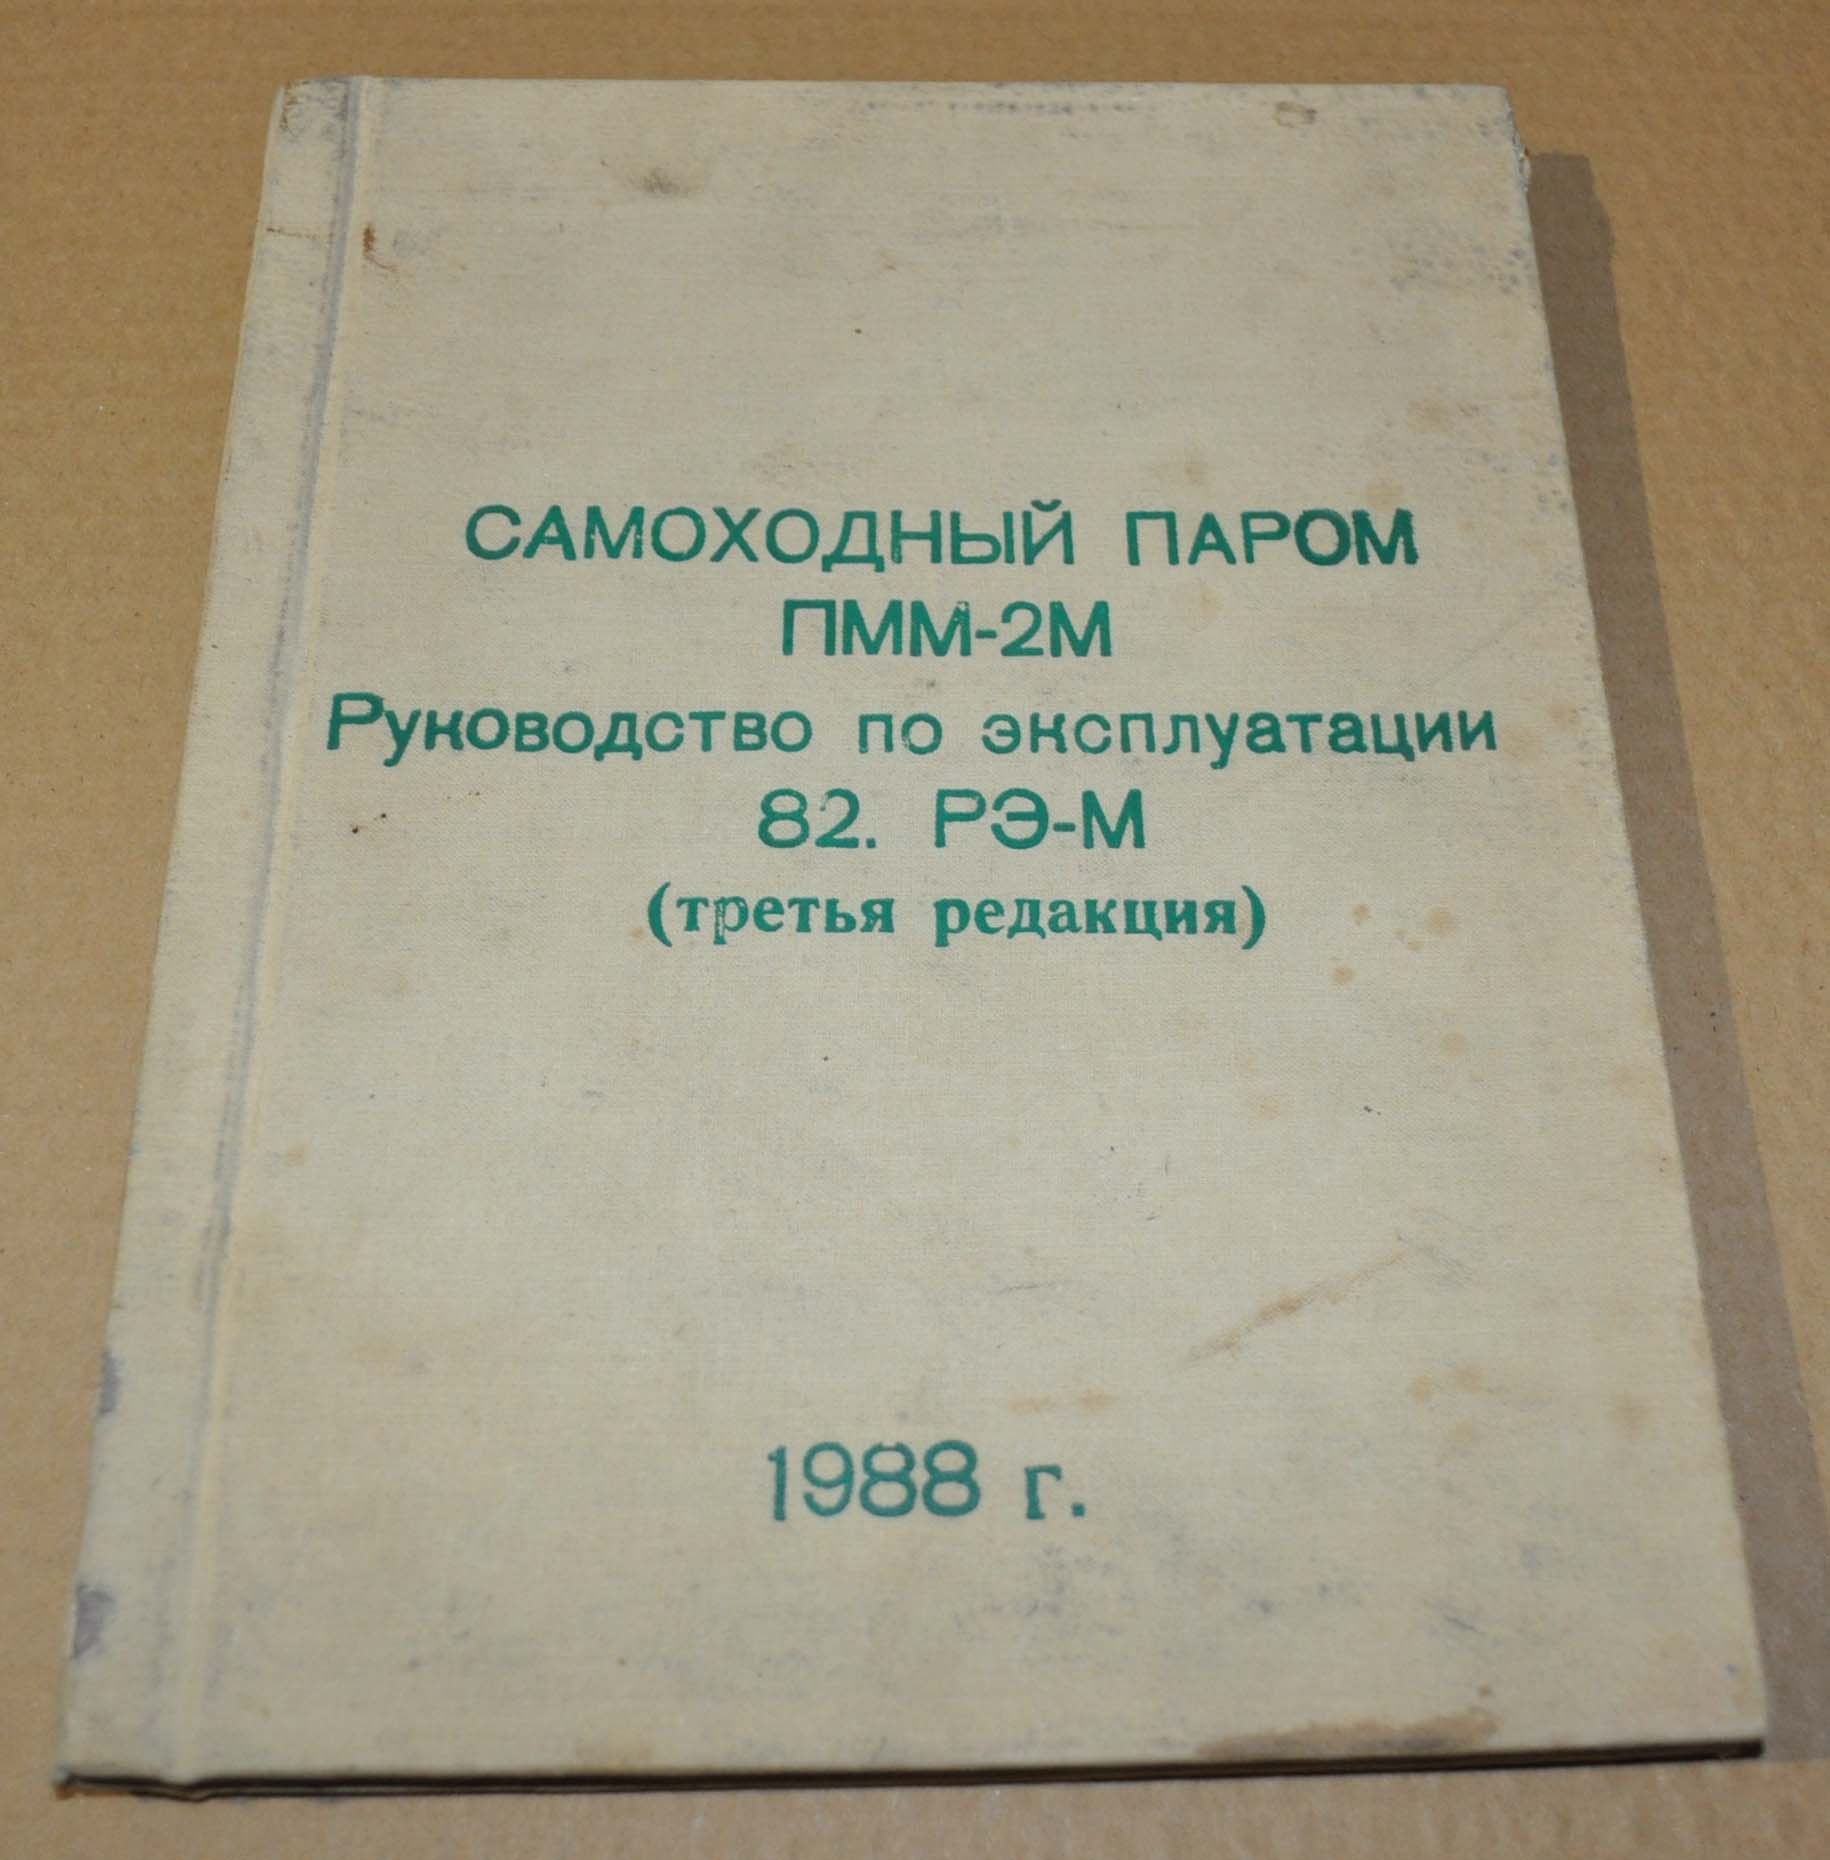 САМОХОДНЫЙ ПАРОМ
ПММ-2М
Руководство по эксплуатации
82. РЭ-М
(третья редакция)
1988 г.